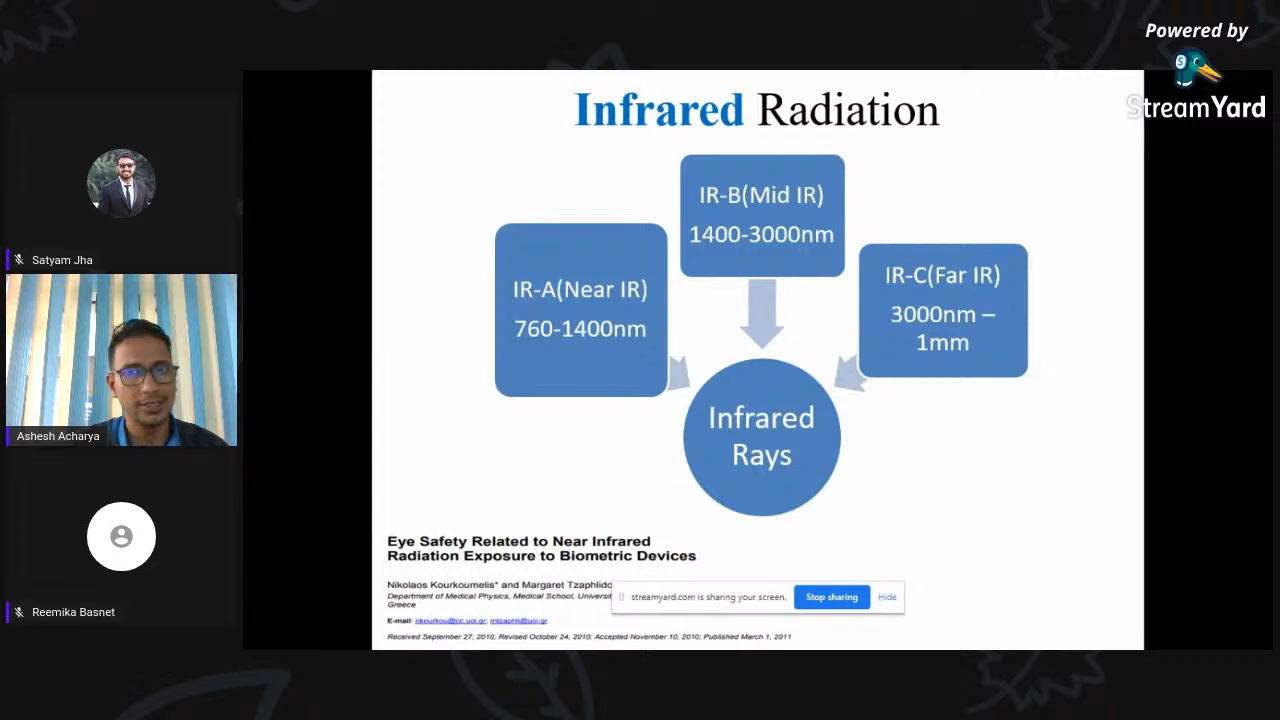 Powered by
StreamYard
Satyam Jha
Ashesh Acharya
Reemika Basnet
Infrared Radiation
IR-B(Mid IR)
1400-3000nm
IR-A(Near IR)
760-1400nm
IR-C(Far IR)
3000nm –
1mm
Infrared
Rays
Eye Safety Related to Near Infrared
Radiation Exposure to Biometric Devices
Nikolaos Kourkoumelis* and Margaret
Department of Medical Physics, Medical School,
Greece
E-mail: nkourkou@cc.uoi.gr; mtzaphli@uoi.gr
Received September 27, 2010; Revised October 24, 2010; Accepted November 10, 2010; Published March 1, 2011
streamyard.com is sharing your screen.
Stop sharing
Hide